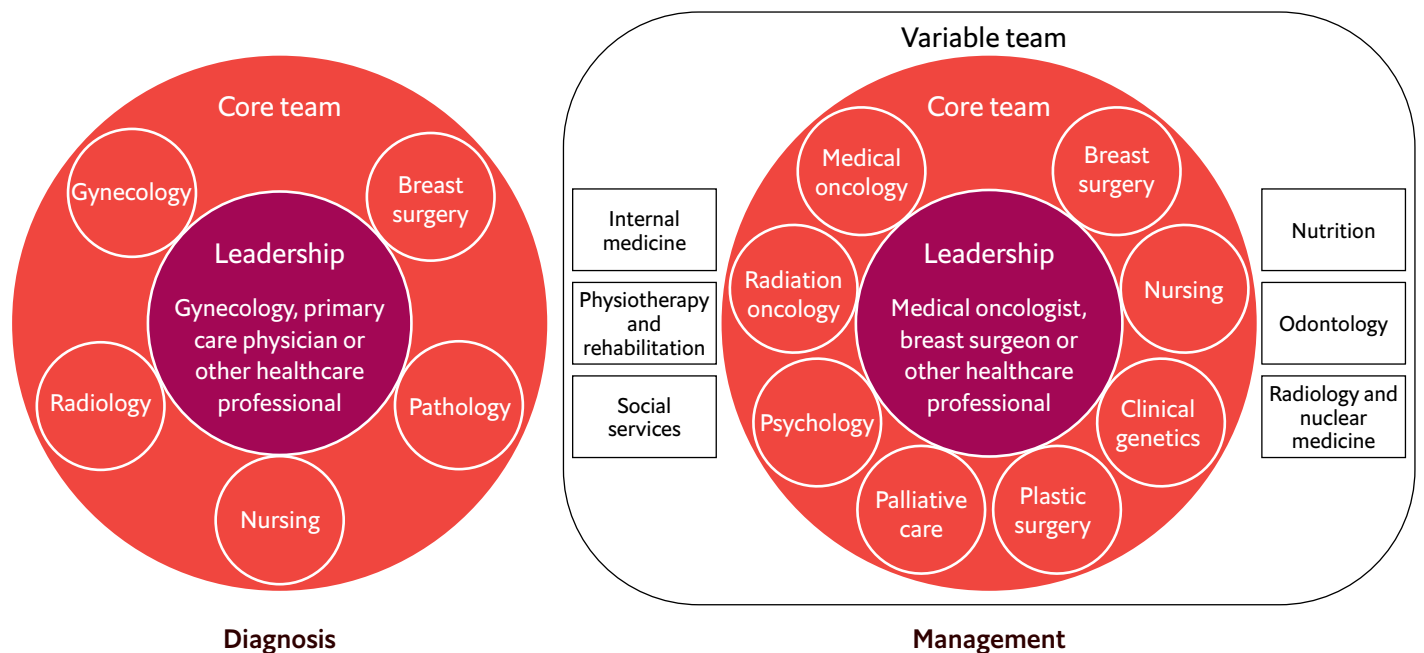 Core team
Gynecology
Breast
surgery
Leadership
Gynecology, primary
care physician or
other healthcare
professional
Radiology
Pathology
Nursing
Diagnosis
Variable team
Core team
Medical
oncology
Breast
surgery
Internal
medicine
Physiotherapy
and
rehabilitation
Social
services
Radiation
oncology
Leadership
Medical oncologist,
breast surgeon or
other healthcare
professional
Nursing
Psychology
Clinical
genetics
Palliative
care
Plastic
surgery
Nutrition
Odontology
Radiology and
nuclear
medicine
Management